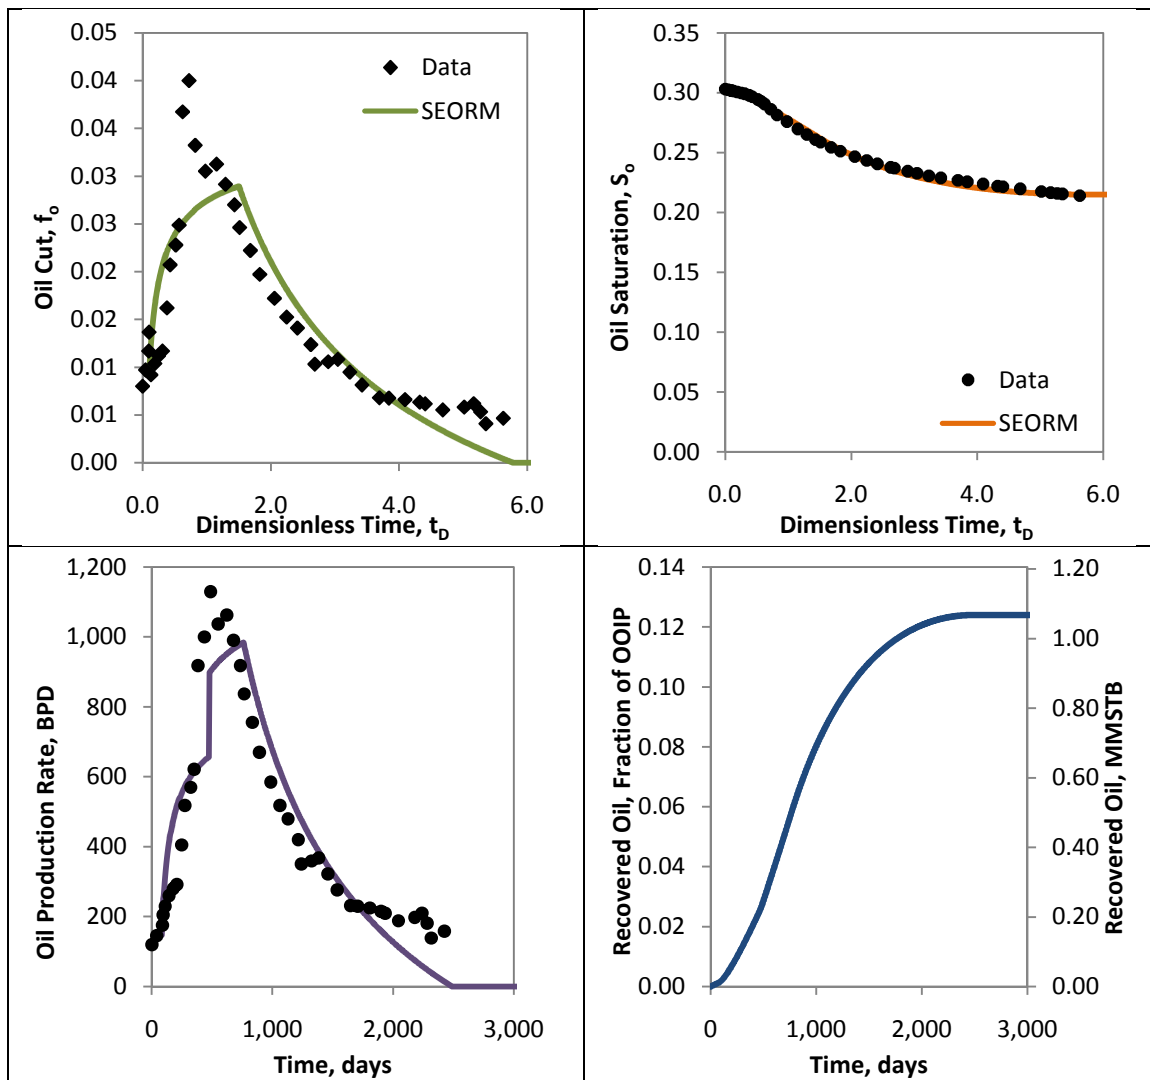 0.05
0.04
0.04
0.03
0.03
0.02
0.02
0.01
0.01
0.00
Oil Cut, fₒ
Data
SEORM
0.0 2.0 4.0 6.0
Dimensionless Time, t_D
0.35
0.30
0.25
0.20
0.15
0.10
0.05
0.00
Oil Saturation, Sₒ
Data
SEORM
0.0 2.0 4.0 6.0
Dimensionless Time, t_D
1,200
1,000
800
600
400
200
0
Oil Production Rate, BPD
0 1,000 2,000 3,000
Time, days
0.14
0.12
0.10
0.08
0.06
0.04
0.02
0.00
Recovered Oil, Fraction of OOIP
1.20
1.00
0.80
0.60
0.40
0.20
0.00
Recovered Oil, MMSTB
0 1,000 2,000 3,000
Time, days